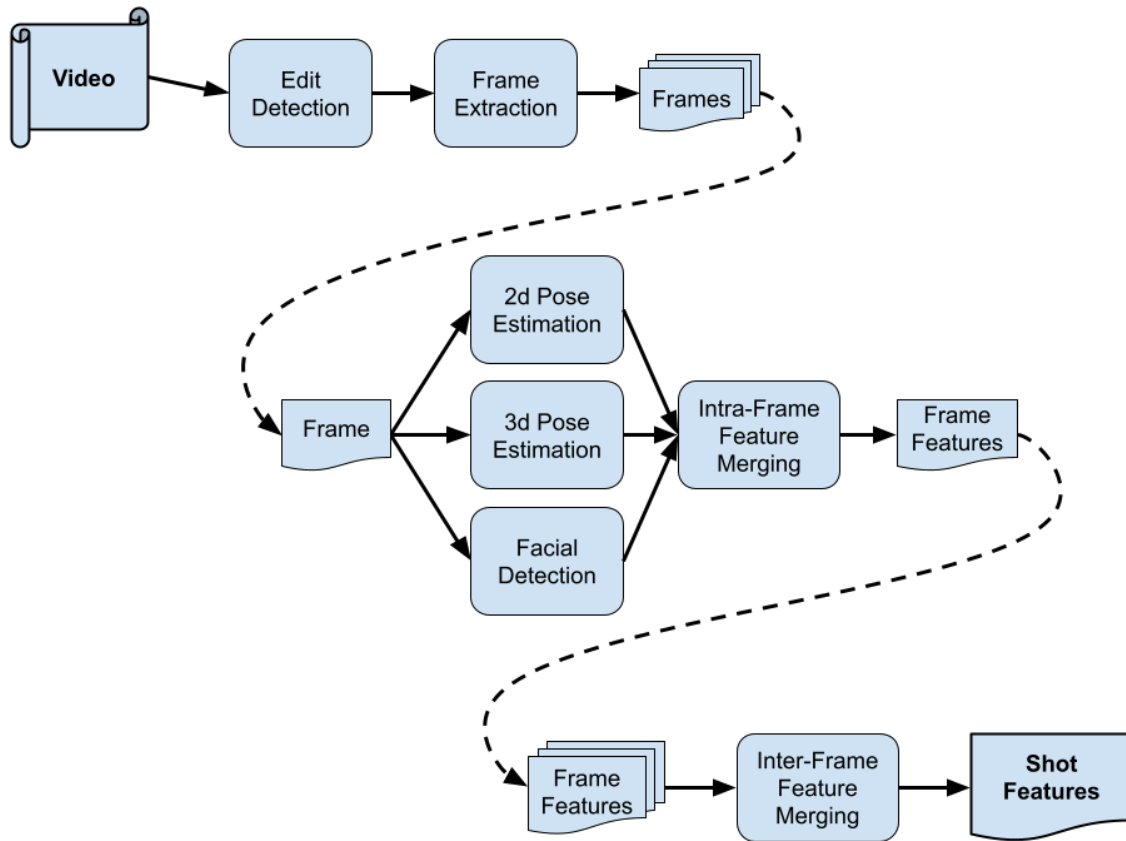 Video
Edit
Detection
Frame
Extraction
Frames
2d Pose
Estimation
Frame
3d Pose
Estimation
Intra-Frame
Feature
Merging
Frame
Features
Facial
Detection
Frame
Features
Inter-Frame
Feature
Merging
Shot
Features